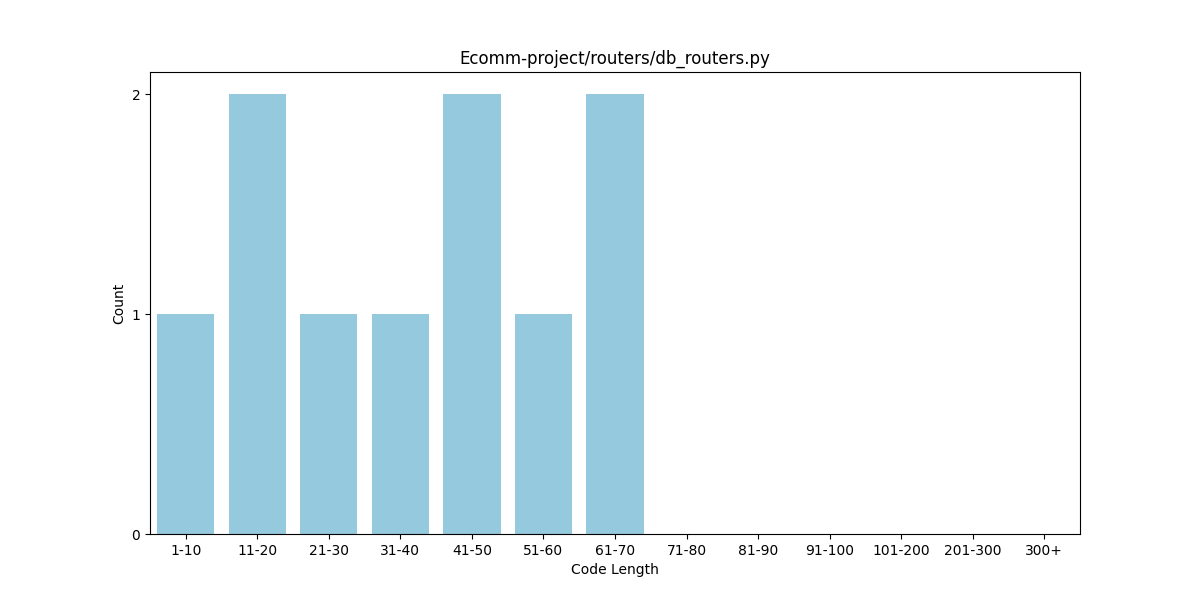 Ecomm-project/routers/db_routers.py
2
1
0
Count
1-10 11-20 21-30 31-40 41-50 51-60 61-70 71-80 81-90 91-100 101-200 201-300 300+
Code Length